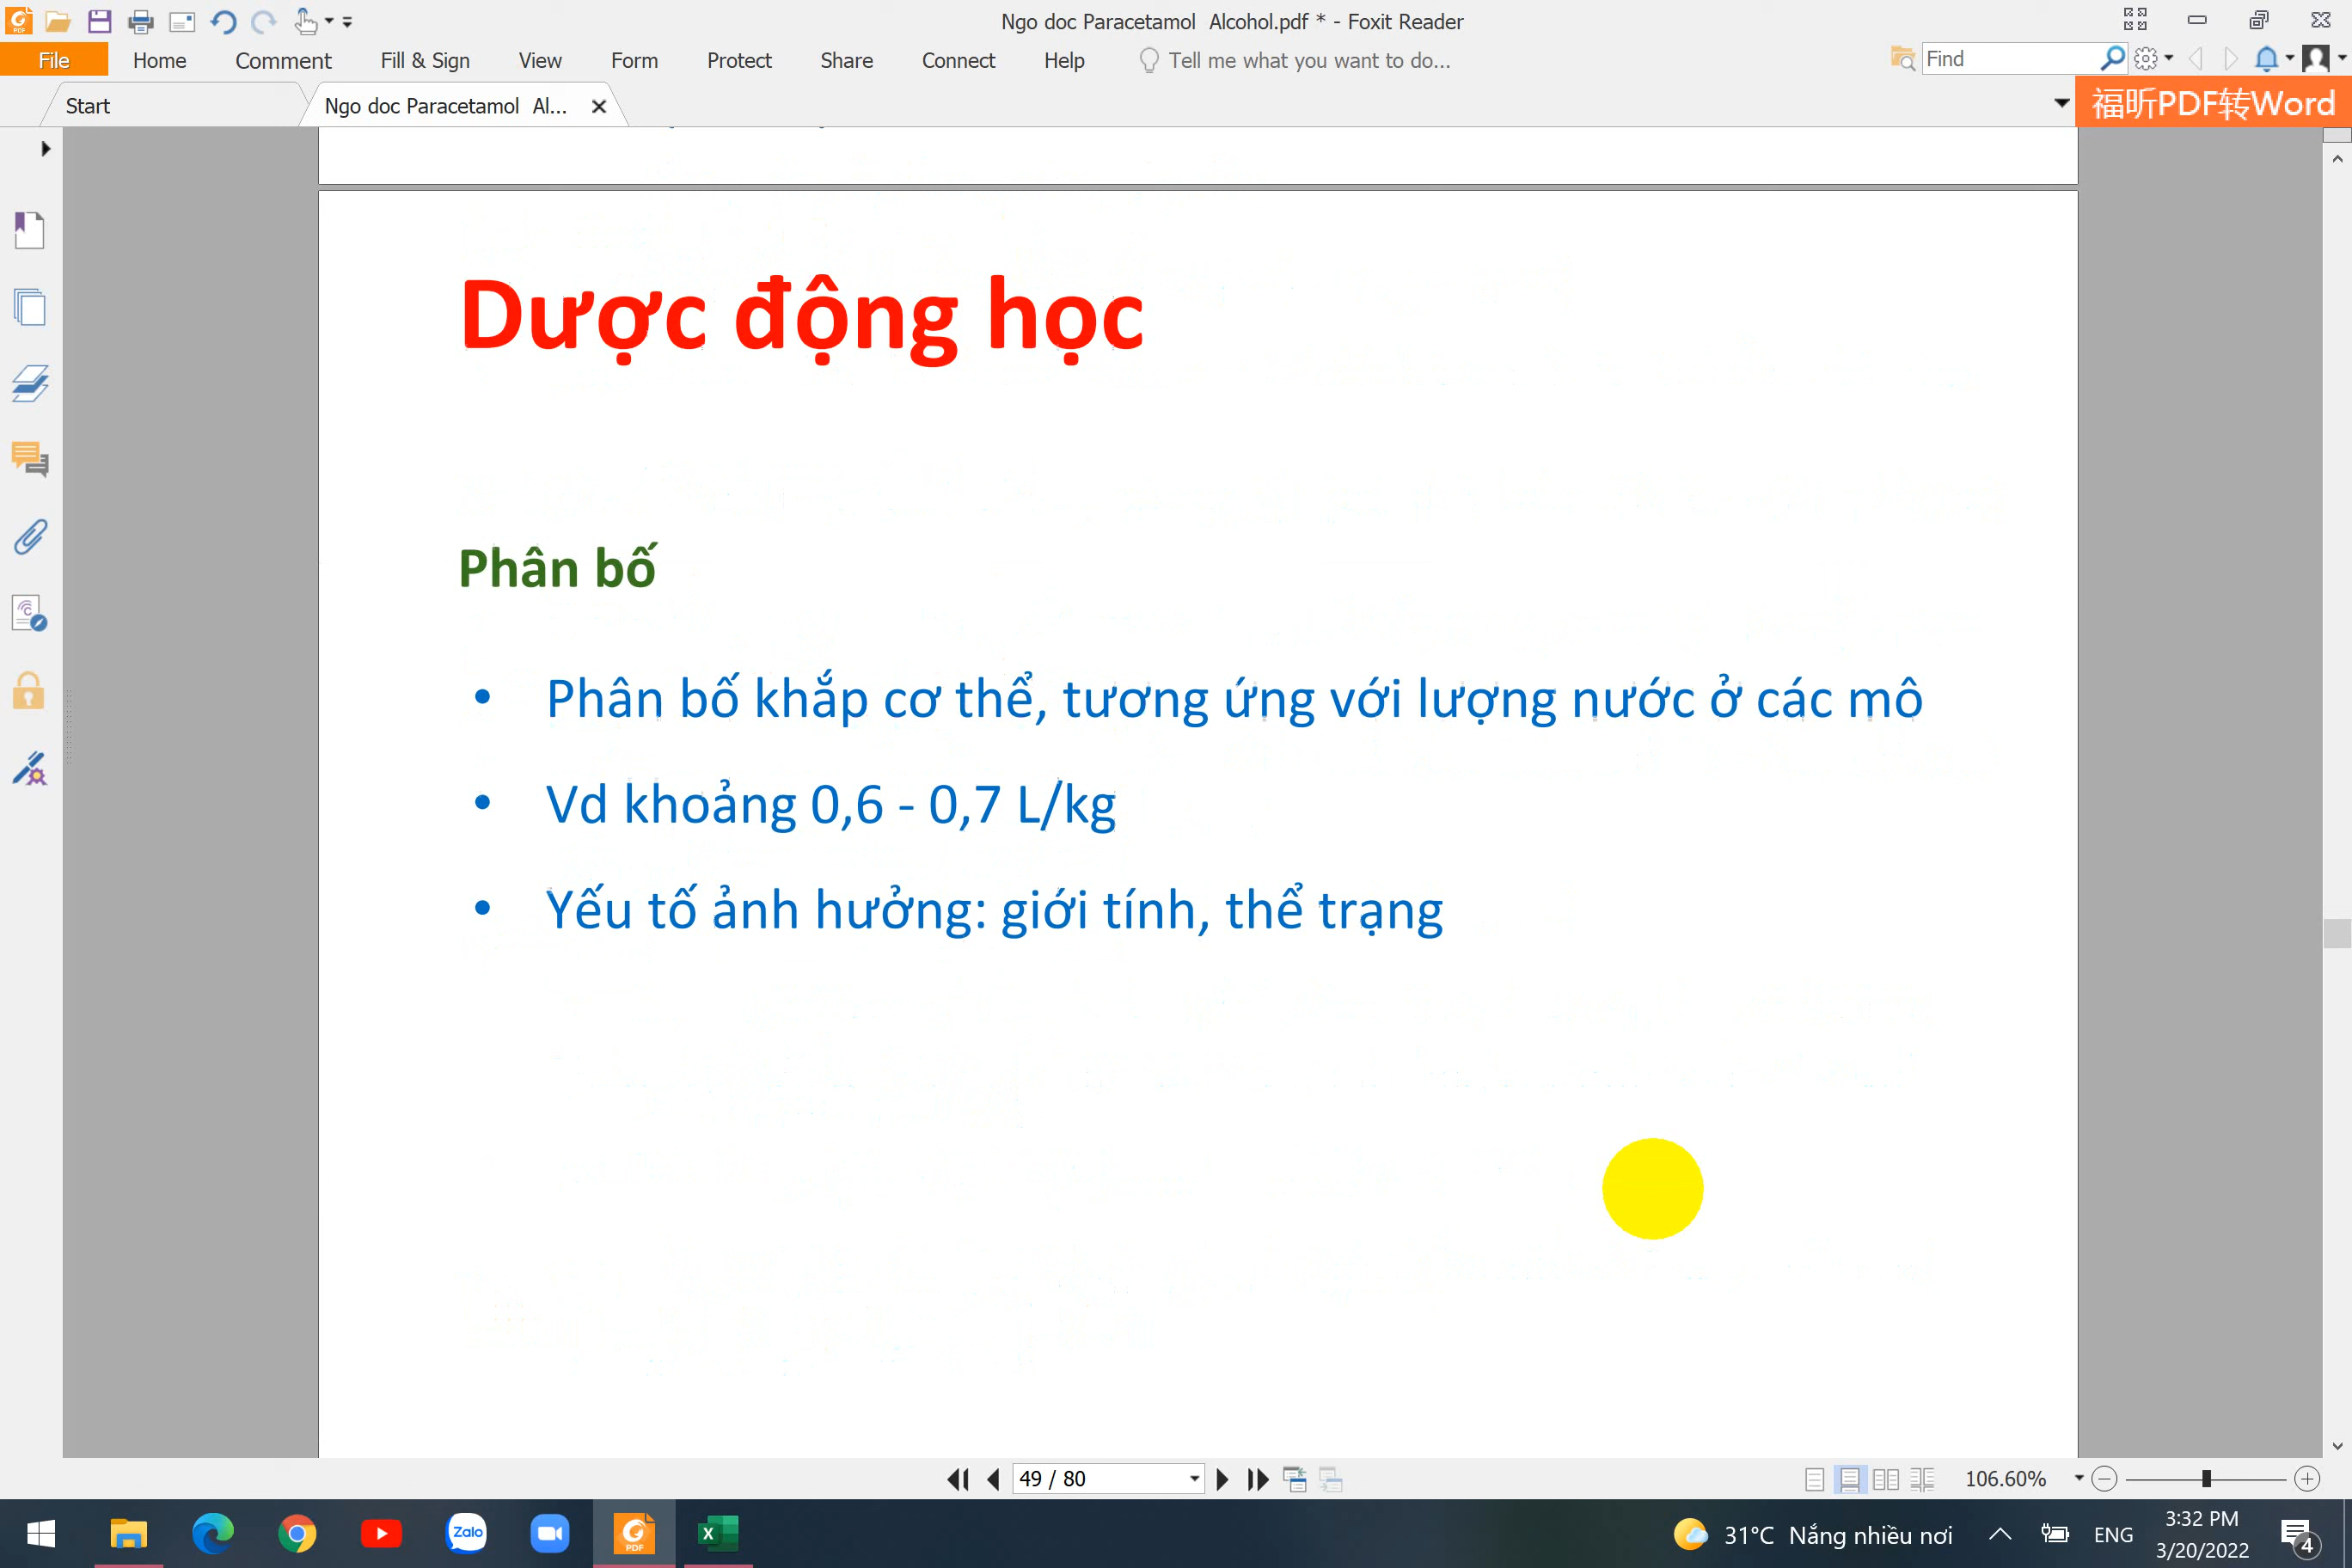 Ngo doc Paracetamol  Alcohol.pdf * - Foxit Reader
File Home Comment Fill & Sign View Form Protect Share Connect Help Tell me what you want to do... Find
Start Ngo doc Paracetamol  Al... 福昕PDF转Word
Dược động học
Phân bố
• Phân bố khắp cơ thể, tương ứng với lượng nước ở các mô
• Vd khoảng 0,6 - 0,7 L/kg
• Yếu tố ảnh hưởng: giới tính, thể trạng
49 / 80 106.60%
Zalo PDF X 31°C Nắng nhiều nơi ENG 3:32 PM
3/20/2022 4